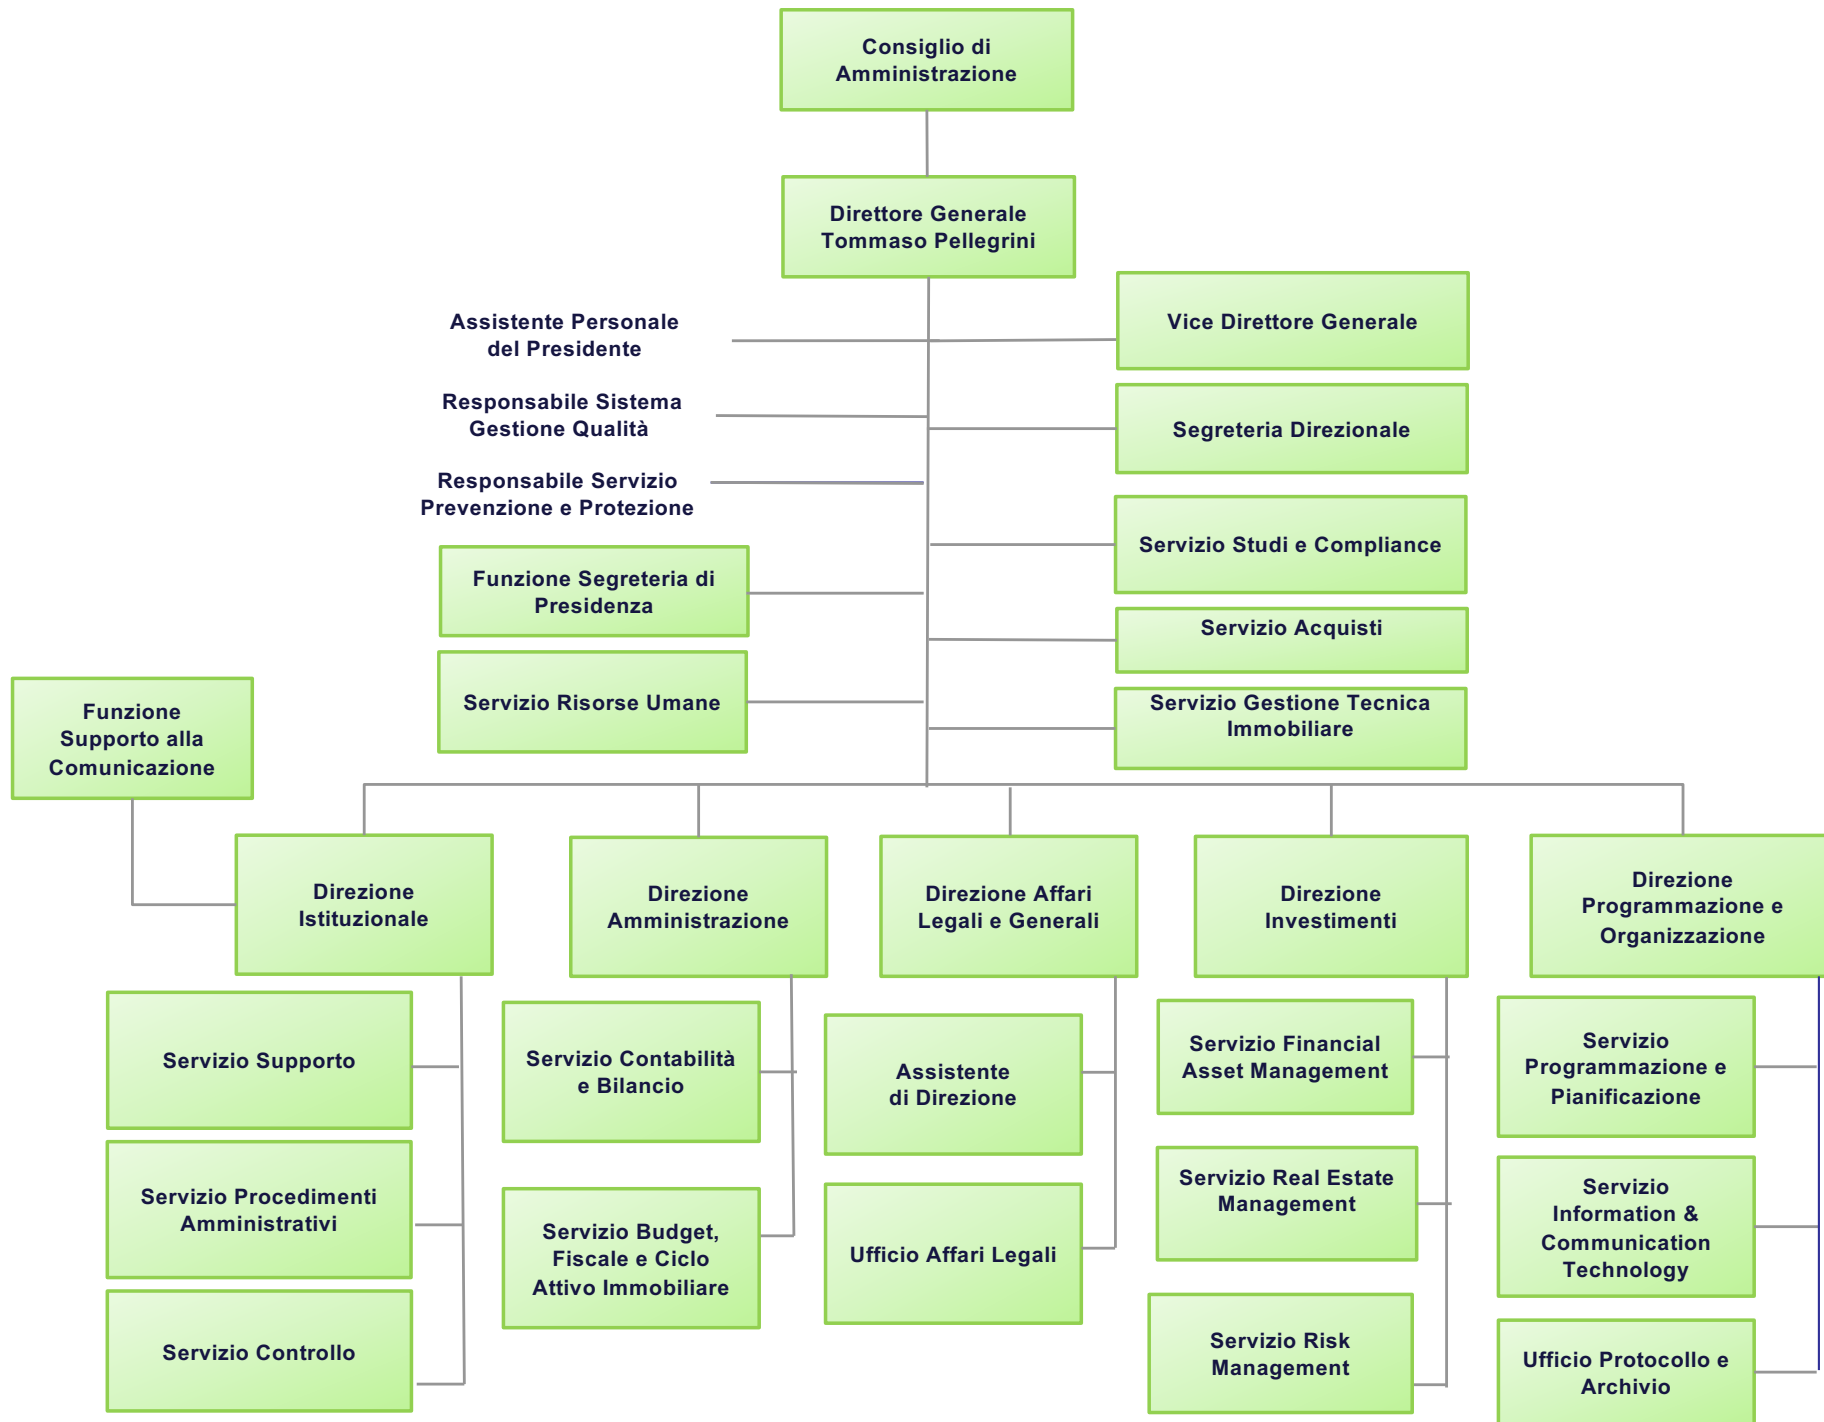 Consiglio di
Amministrazione
Direttore Generale
Tommaso Pellegrini
Assistente Personale
del Presidente
Vice Direttore Generale
Responsabile Sistema
Gestione Qualità
Segreteria Direzionale
Responsabile Servizio
Prevenzione e Protezione
Servizio Studi e Compliance
Funzione Segreteria di
Presidenza
Servizio Acquisti
Servizio Risorse Umane
Servizio Gestione Tecnica
Immobiliare
Funzione
Supporto alla
Comunicazione
Direzione
Istituzionale
Direzione
Amministrazione
Direzione Affari
Legali e Generali
Direzione
Investimenti
Direzione
Programmazione e
Organizzazione
Servizio Supporto
Servizio Procedimenti
Amministrativi
Servizio Controllo
Servizio Contabilità
e Bilancio
Servizio Budget,
Fiscale e Ciclo
Attivo Immobiliare
Assistente
di Direzione
Ufficio Affari Legali
Servizio Financial
Asset Management
Servizio Real Estate
Management
Servizio Risk
Management
Servizio
Programmazione e
Pianificazione
Servizio
Information &
Communication
Technology
Ufficio Protocollo e
Archivio